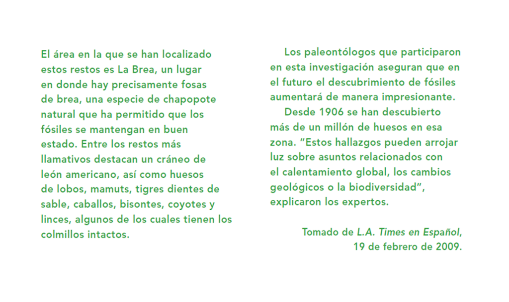 El área en la que se han localizado
estos restos es La Brea, un lugar
en donde hay precisamente fosas
de brea, una especie de chapopote
natural que ha permitido que los
fósiles se mantengan en buen
estado. Entre los restos más
llamativos destacan un cráneo de
león americano, así como huesos
de lobos, mamuts, tigres dientes de
sable, caballos, bisontes, coyotes y
linces, algunos de los cuales tienen los
colmillos intactos.
Los paleontólogos que participaron
en esta investigación aseguran que en
el futuro el descubrimiento de fósiles
aumentará de manera impresionante.
Desde 1906 se han descubierto
más de un millón de huesos en esa
zona. “Estos hallazgos pueden arrojar
luz sobre asuntos relacionados con
el calentamiento global, los cambios
geológicos o la biodiversidad”,
explicaron los expertos.
Tomado de L.A. Times en Español,
19 de febrero de 2009.